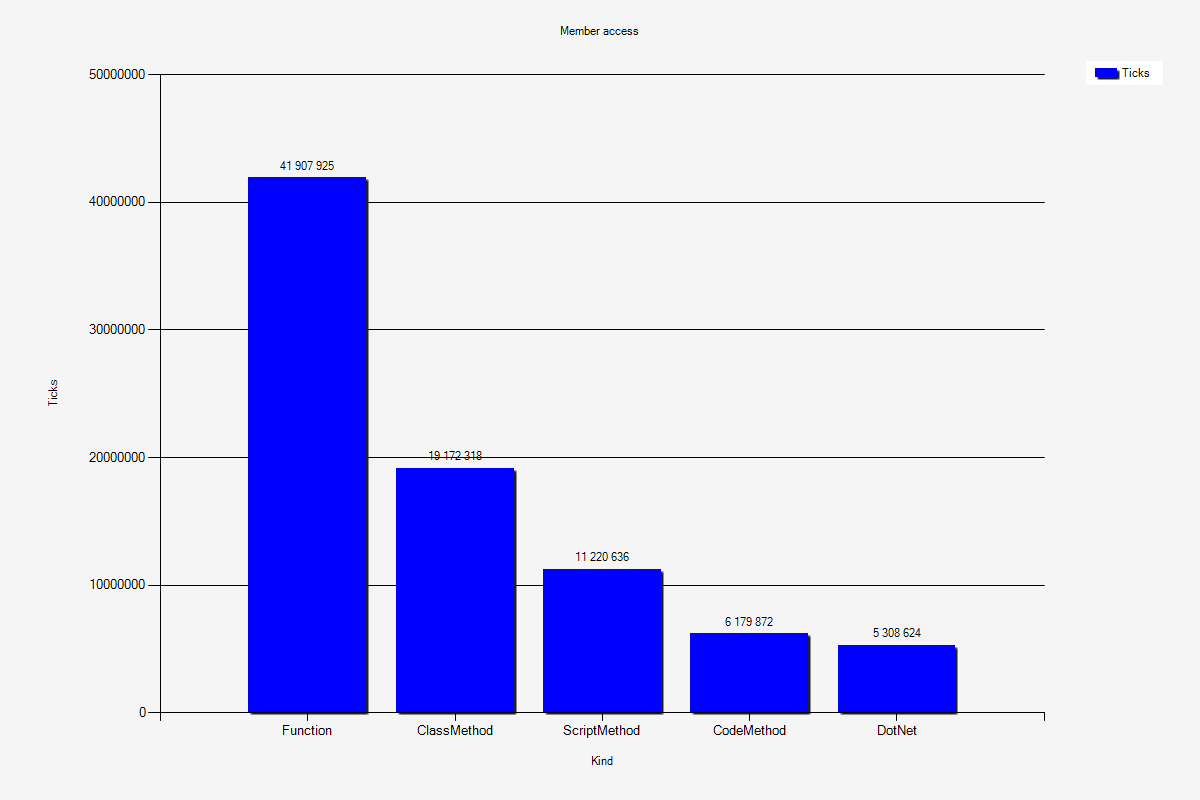 Member access
Ticks
50000000
40000000
30000000
20000000
10000000
0
Ticks
41 907 925
19 172 318
11 220 636
6 179 872
5 308 624
Function
ClassMethod
ScriptMethod
CodeMethod
DotNet
Kind